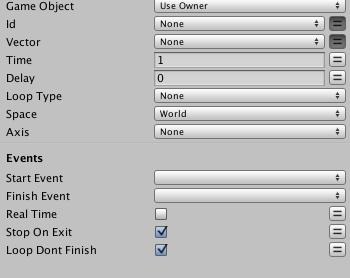 Game Object Use Owner
Id None
Vector None
Time 1
Delay 0
Loop Type None
Space World
Axis None
Events
Start Event
Finish Event
Real Time
Stop On Exit
Loop Dont Finish